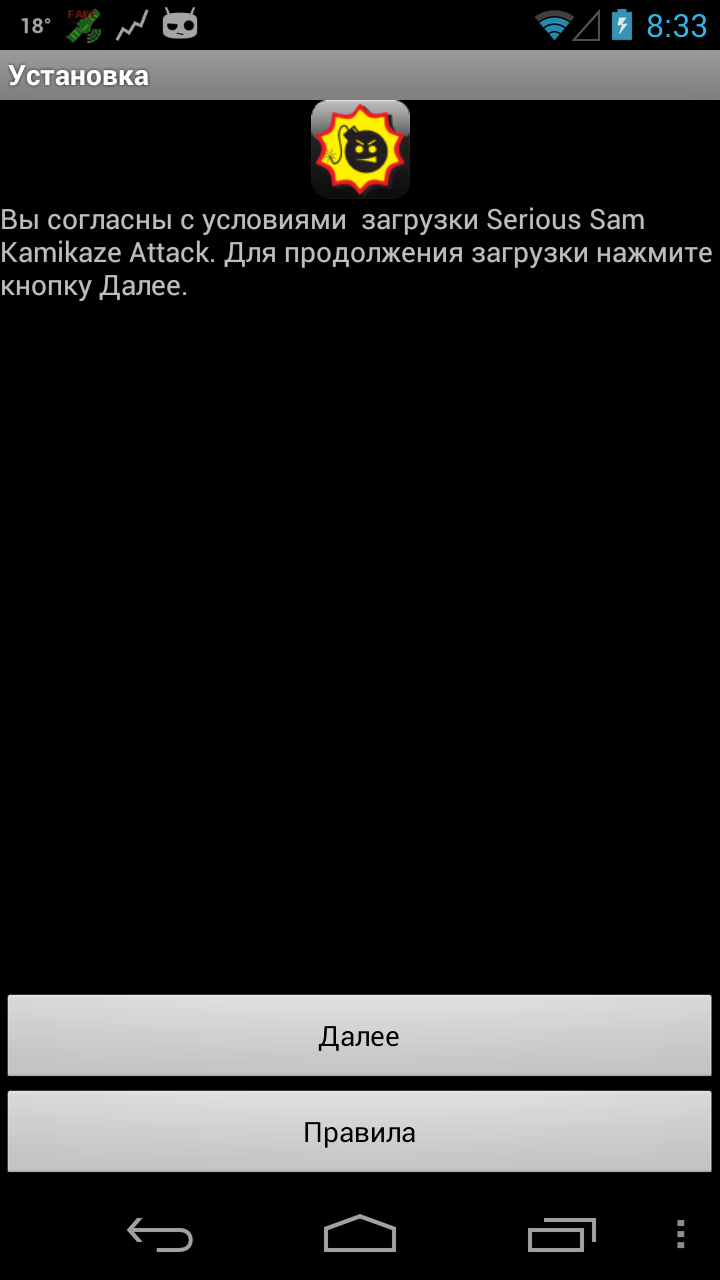 18° FAKE 8:33
Установка
Вы согласны с условиями  загрузки Serious Sam
Kamikaze Attack. Для продолжения загрузки нажмите
кнопку Далее.
Далее
Правила